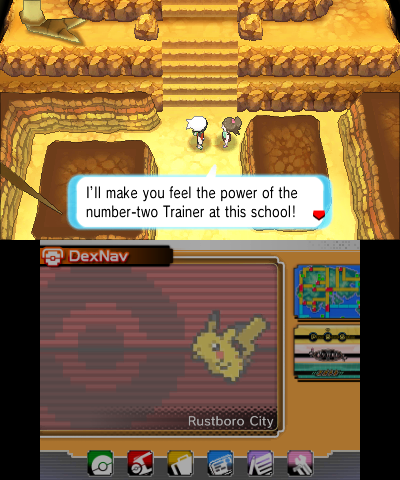 I'll make you feel the power of the
number-two Trainer at this school!
DexNav
Rustboro City